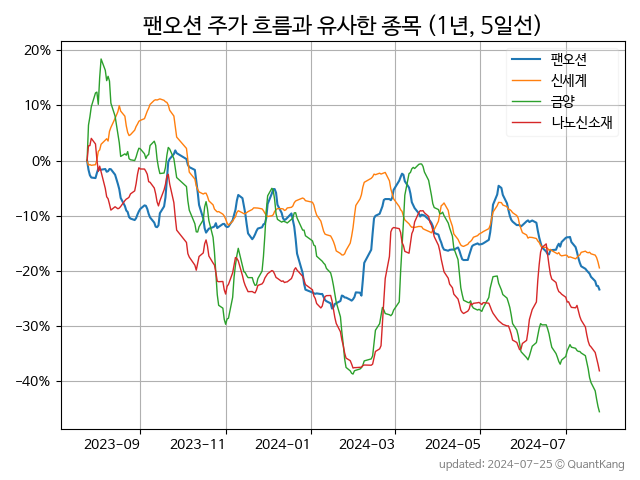 팬오션 주가 흐름과 유사한 종목 (1년, 5일선)
팬오션
신세계
금양
나노신소재
20%
10%
0%
−10%
−20%
−30%
−40%
2023-09
2023-11
2024-01
2024-03
2024-05
2024-07
updated: 2024-07-25 ⓒ QuantKang